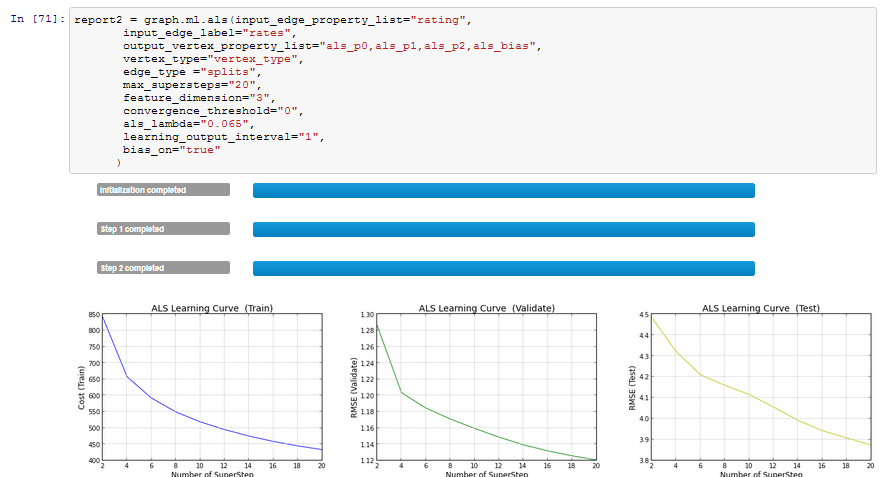 In [71]: report2 = graph.ml.als(input_edge_property_list="rating",
input_edge_label="rates",
output_vertex_property_list="als_p0,als_p1,als_p2,als_bias",
vertex_type="vertex_type",
edge_type ="splits",
max_supersteps="20",
feature_dimension="3",
convergence_threshold="0",
als_lambda="0.065",
learning_output_interval="1",
bias_on="true"
)
Initialization completed
Step 1 completed
Step 2 completed
ALS Learning Curve (Train)
Cost (Train)
850
800
750
700
650
600
550
500
450
400
2 4 6 8 10 12 14 16 18 20
Number of SuperStep
ALS Learning Curve (Validate)
RMSE (Validate)
1.30
1.28
1.26
1.24
1.22
1.20
1.18
1.16
1.14
1.12
2 4 6 8 10 12 14 16 18 20
Number of SuperStep
ALS Learning Curve (Test)
RMSE (Test)
4.5
4.4
4.3
4.2
4.1
4.0
3.9
3.8
2 4 6 8 10 12 14 16 18 20
Number of SuperStep